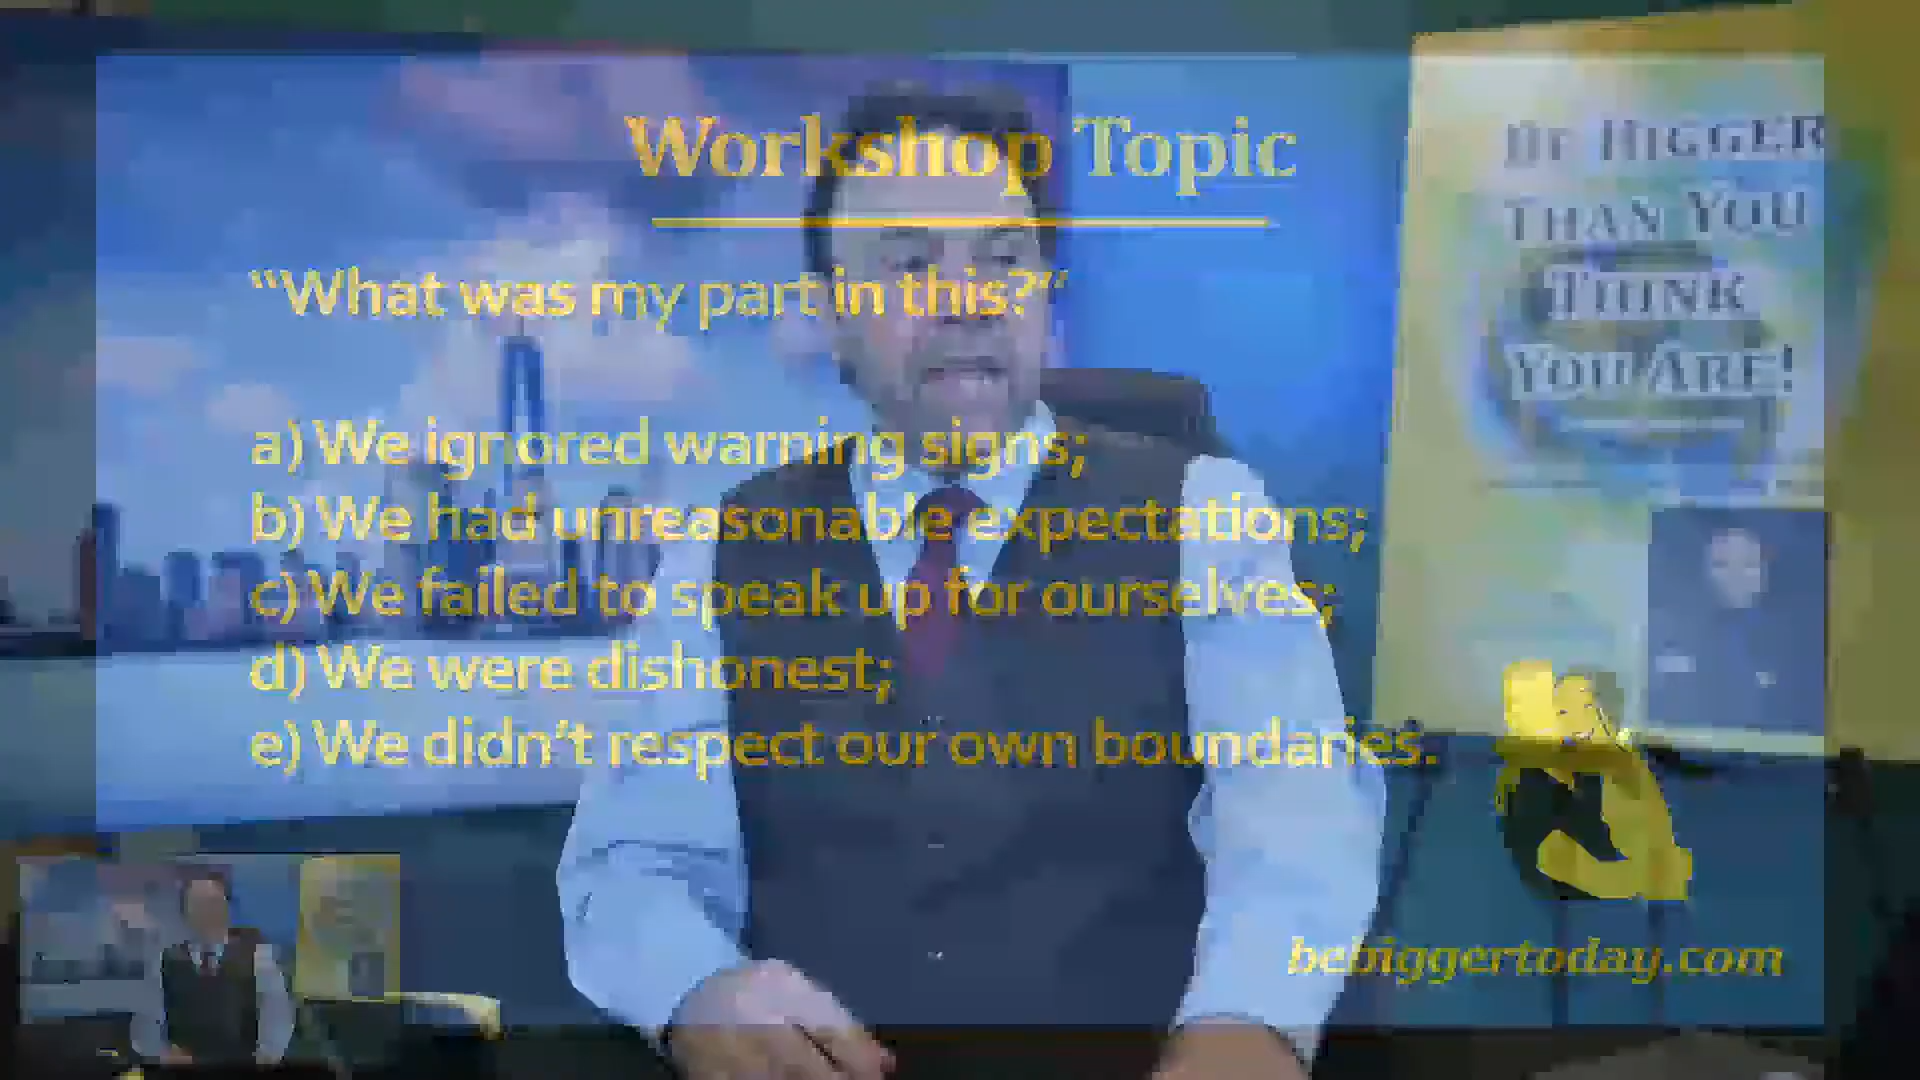 Workshop Topic
“What was my part in this?“
a) We ignored warning signs;
b) We had unreasonable expectations;
c) We failed to speak up for ourselves;
d) We were dishonest;
e) We didn't respect our own boundaries.
BE BIGGER
THAN YOU
THINK
YOU ARE!
bebiggertoday.com